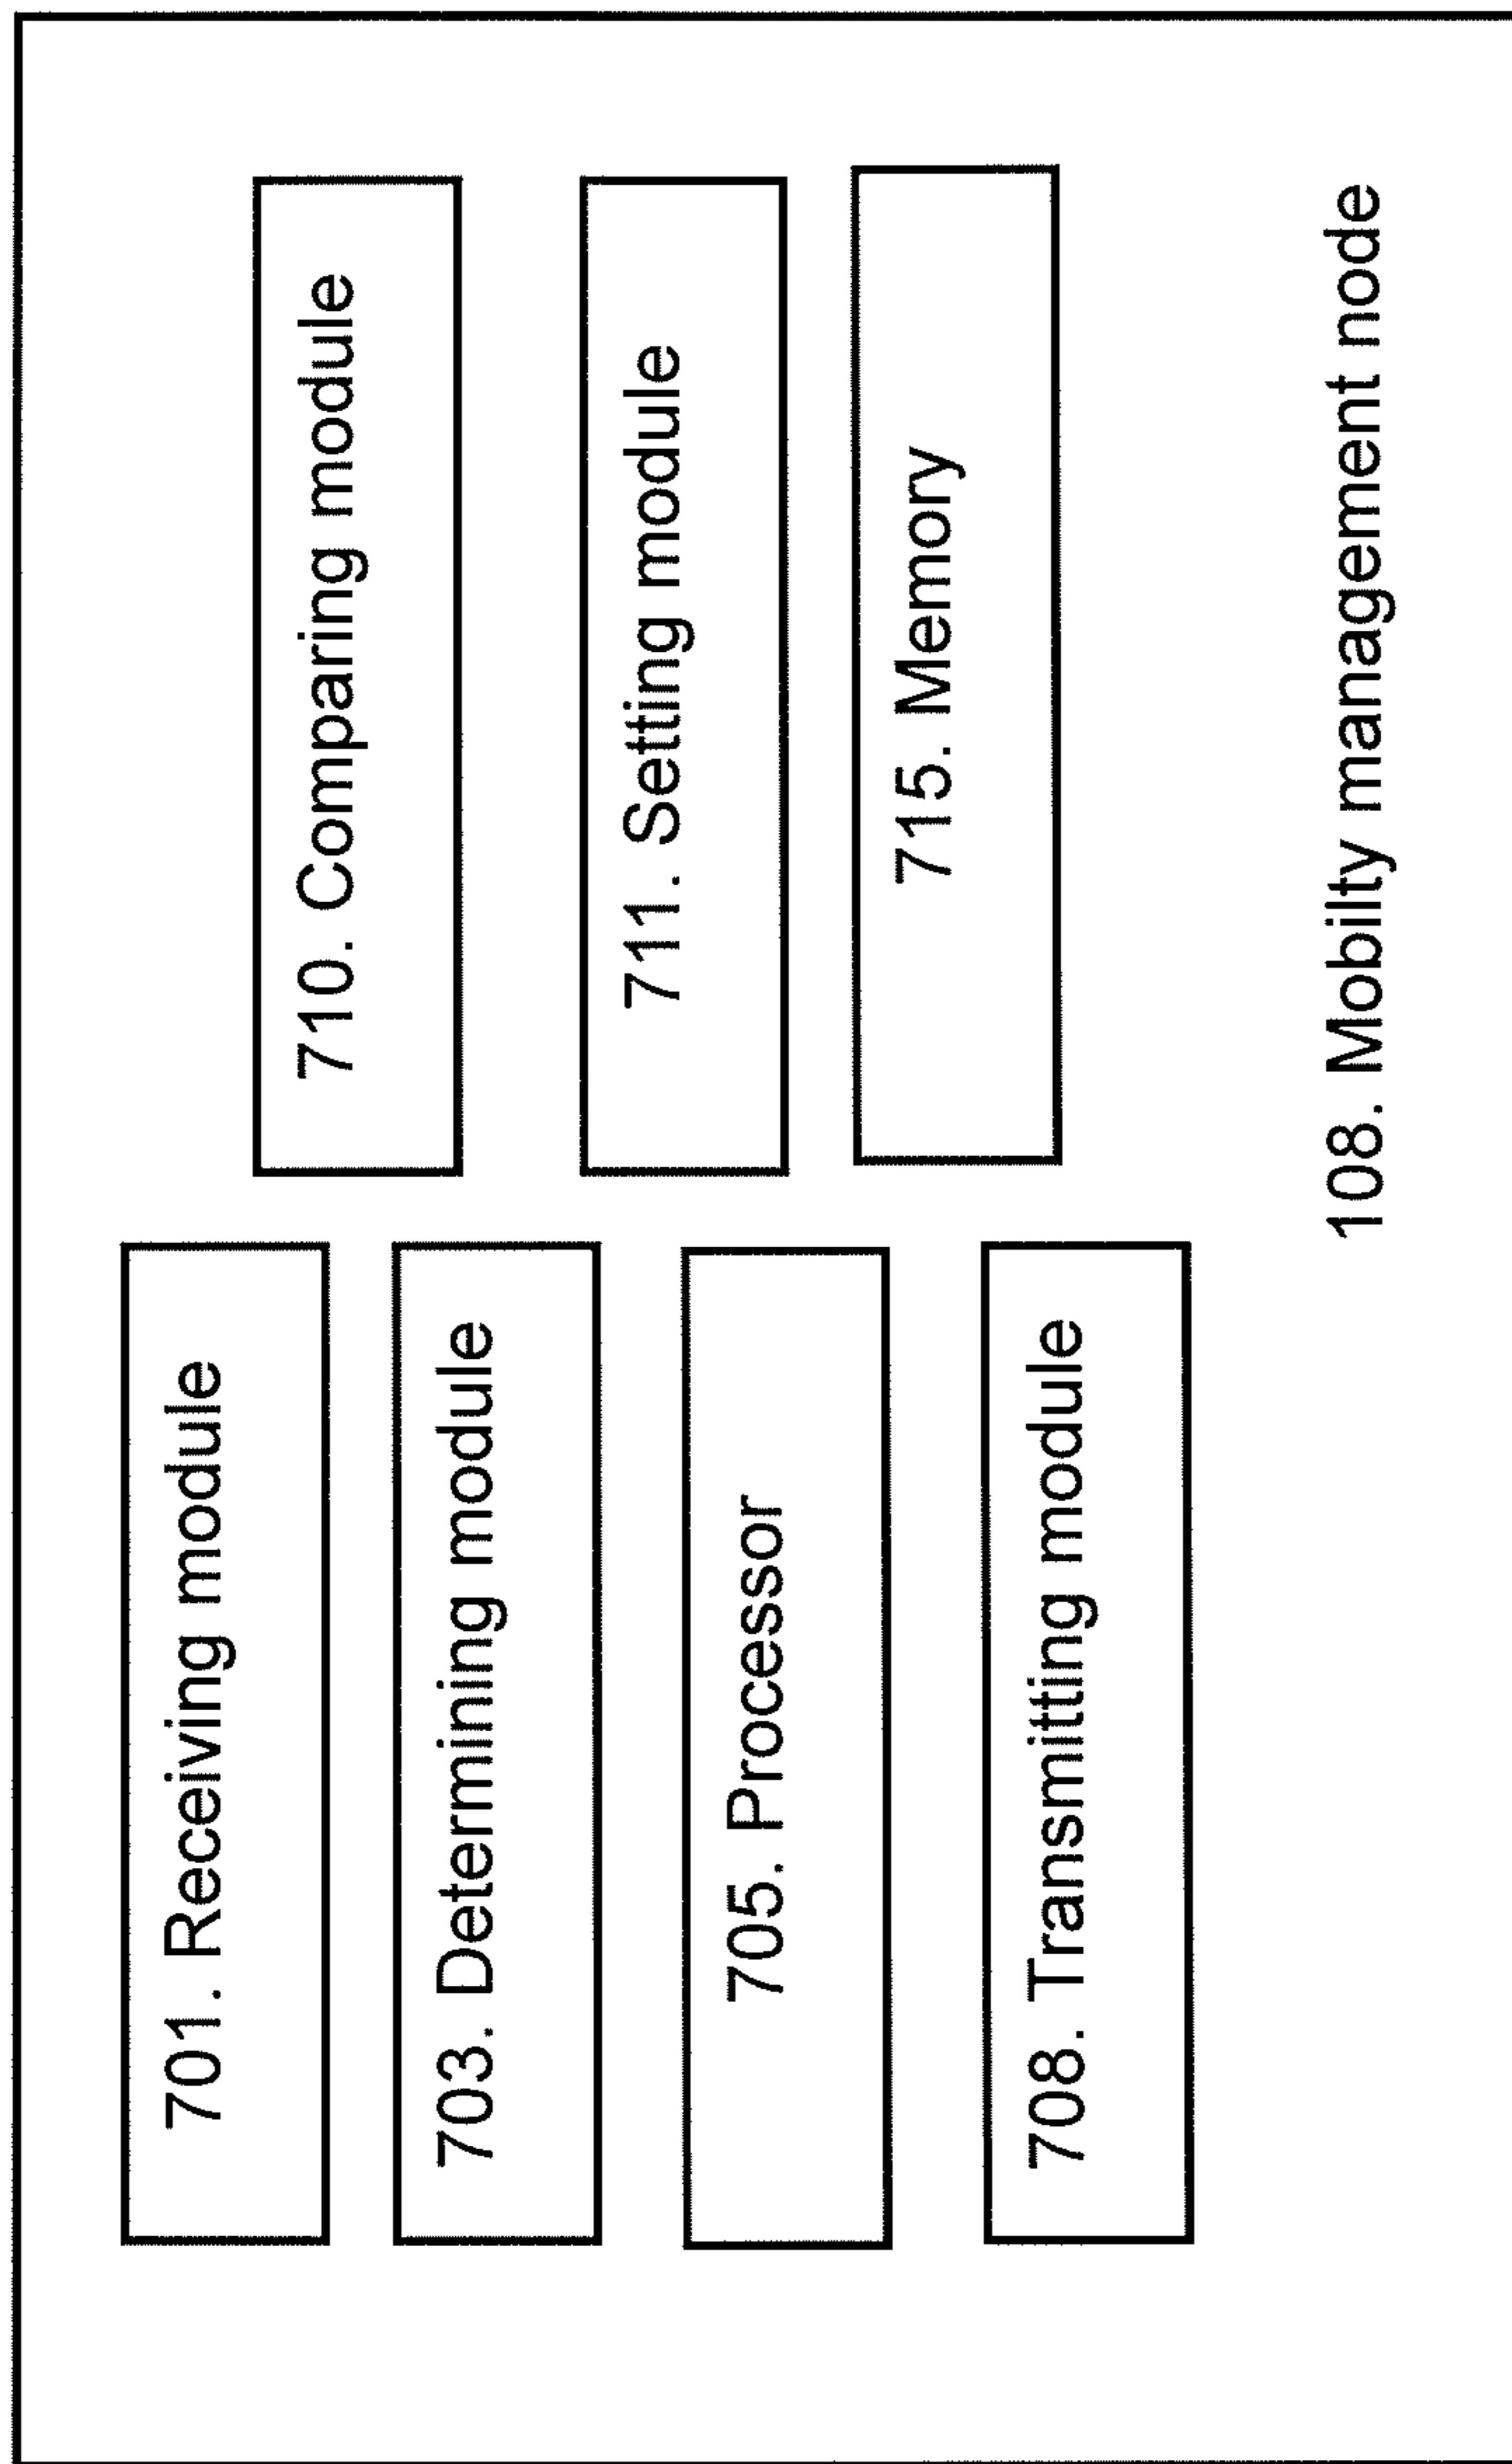 701. Receiving module
703. Determining module
705. Processor
708. Transmitting module
710. Comparing module
711. Setting module
715. Memory
108. Mobilty management node